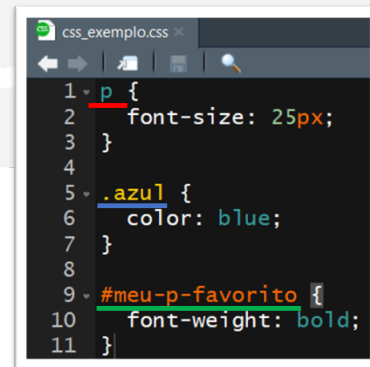 css css_exemplo.css ×
1 p {
2 font-size: 25px;
3 }
4
5 .azul {
6 color: blue;
7 }
8
9 #meu-p-favorito {
10 font-weight: bold;
11 }